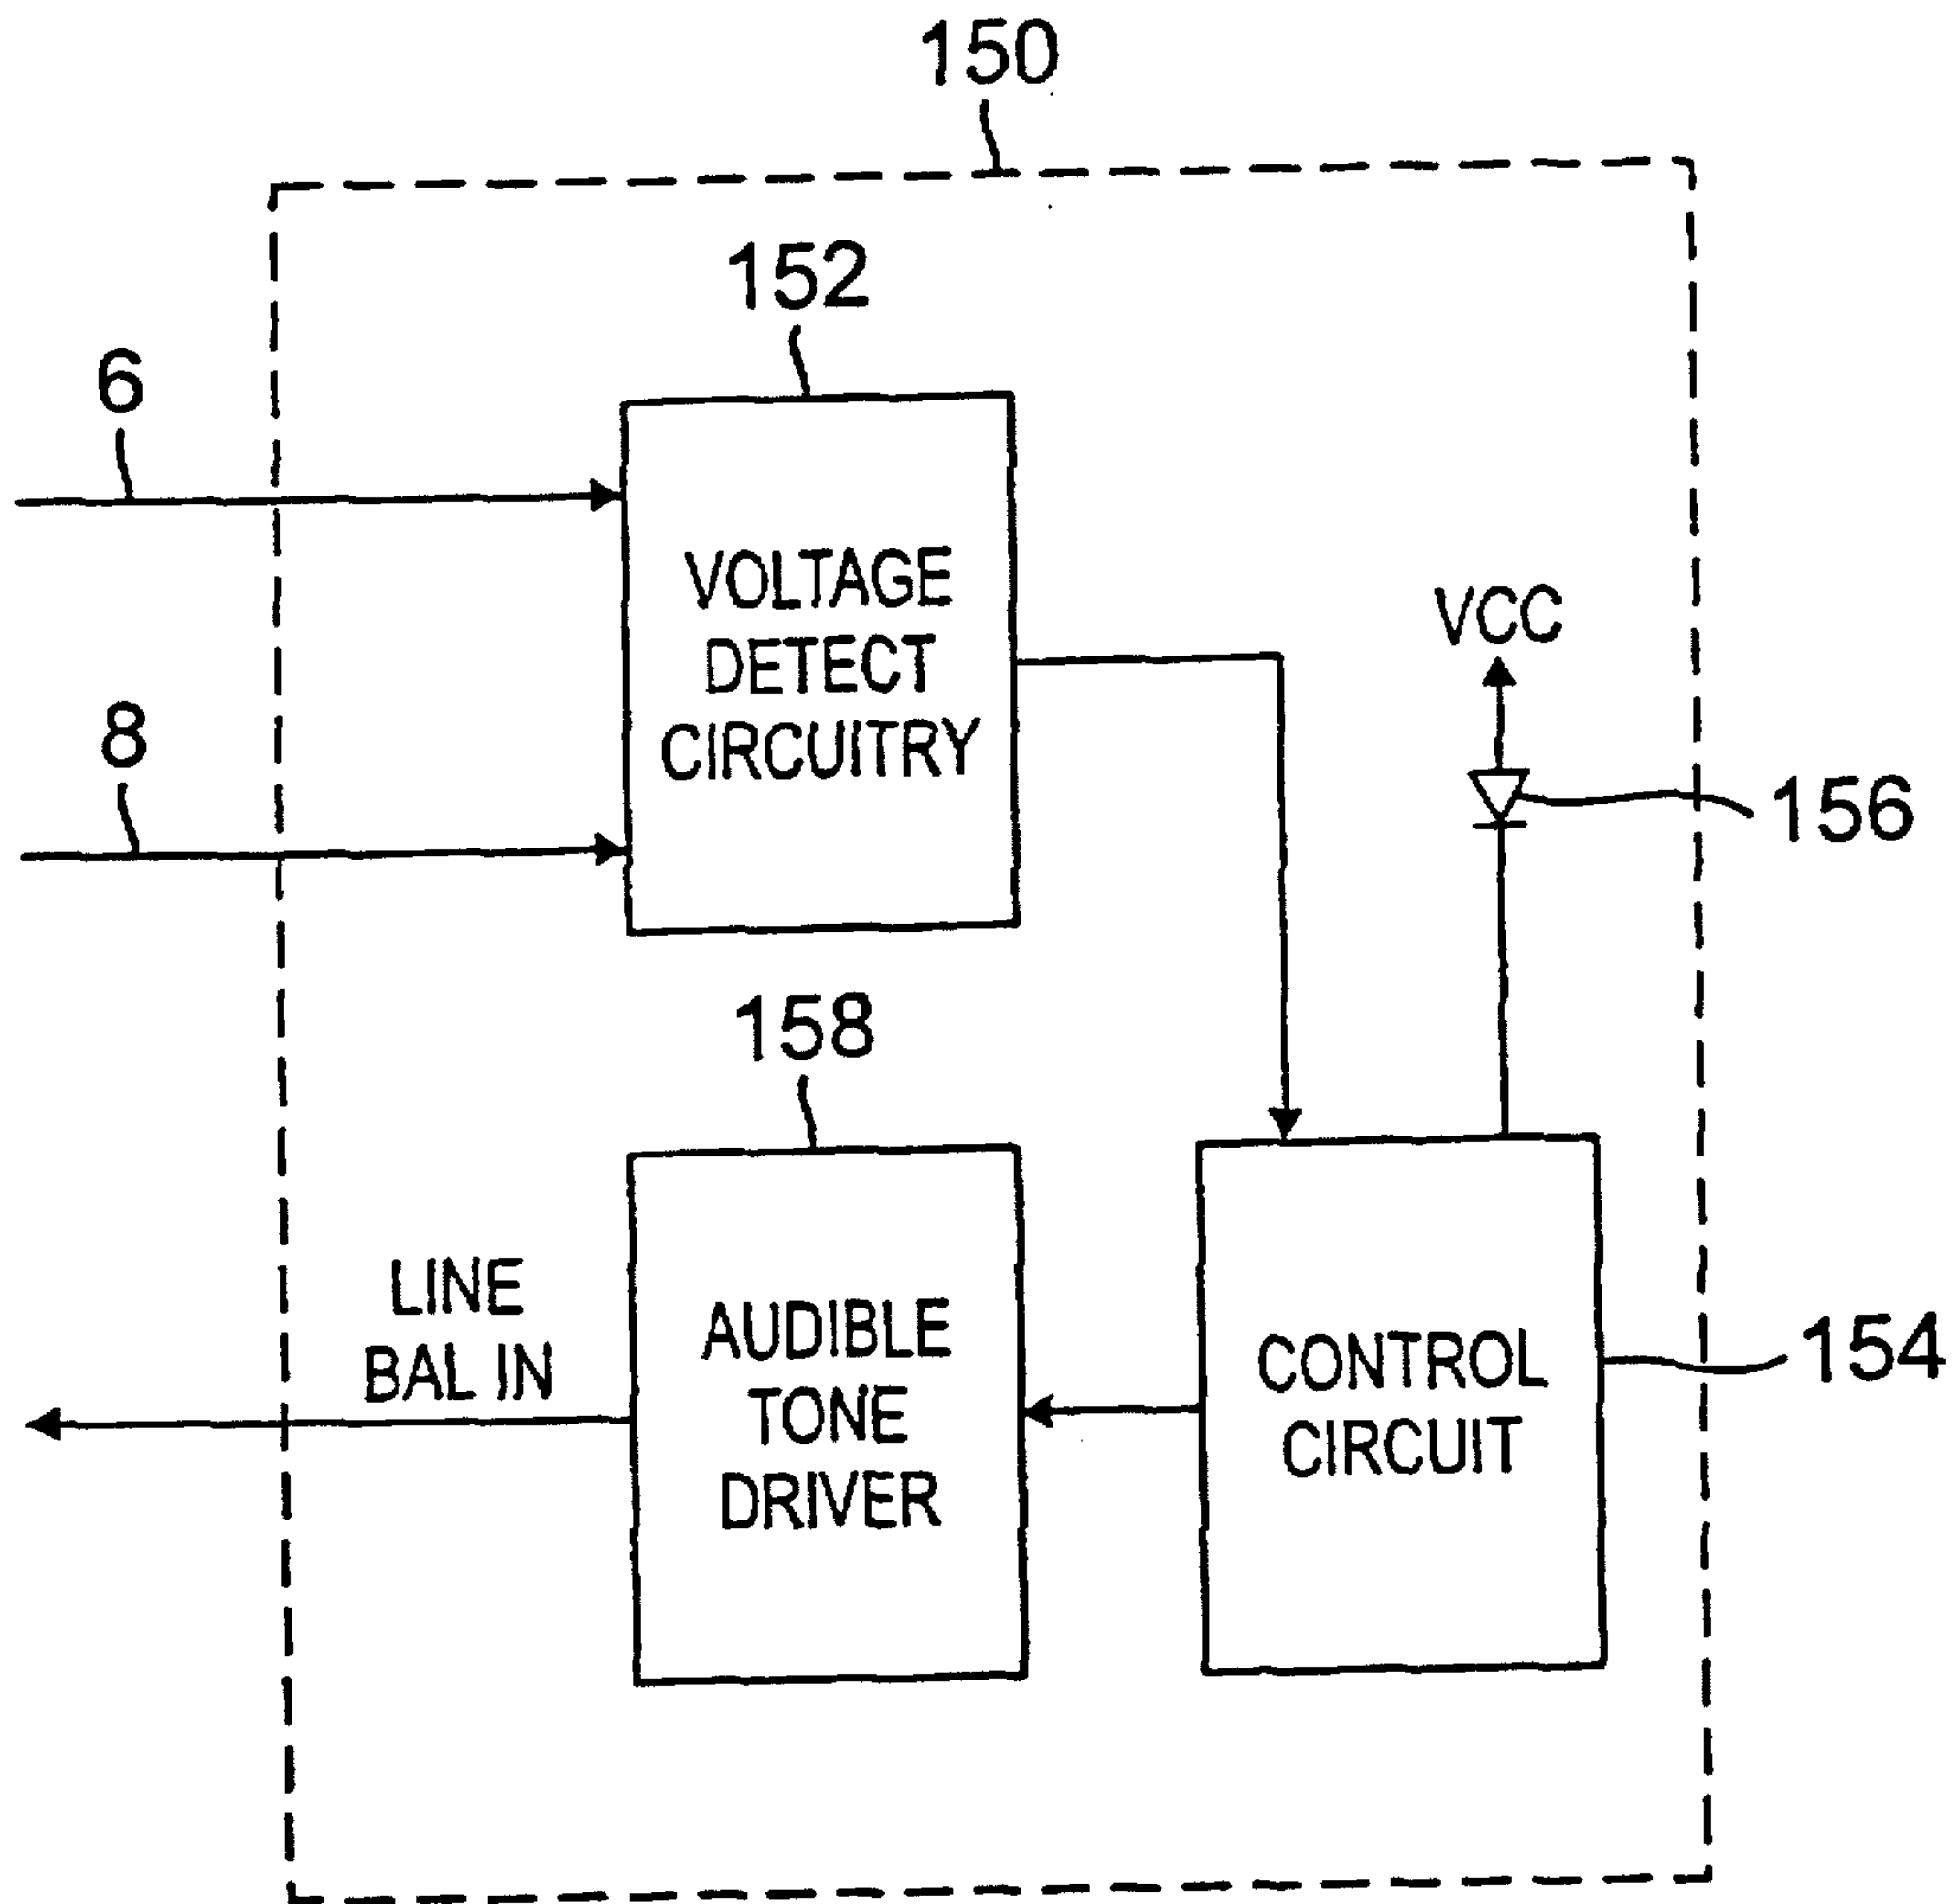 150
152
6
VOLTAGE
DETECT
CIRCUITRY
VCC
8
156
158
LINE
BAL IN
AUDIBLE
TONE
DRIVER
CONTROL
CIRCUIT
154